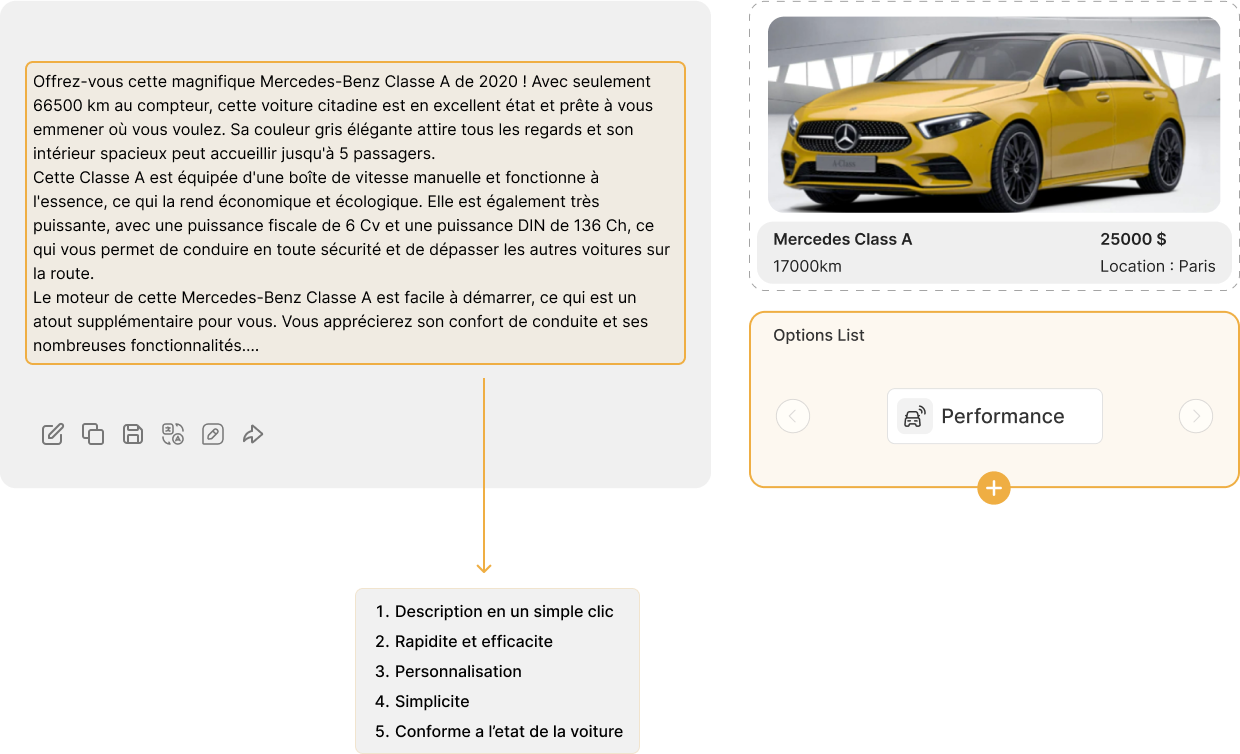 Offrez-vous cette magnifique Mercedes-Benz Classe A de 2020 ! Avec seulement
66500 km au compteur, cette voiture citadine est en excellent état et prête à vous
emmener où vous voulez. Sa couleur gris élégante attire tous les regards et son
intérieur spacieux peut accueillir jusqu'à 5 passagers.
Cette Classe A est équipée d'une boîte de vitesse manuelle et fonctionne à
l'essence, ce qui la rend économique et écologique. Elle est également très
puissante, avec une puissance fiscale de 6 Cv et une puissance DIN de 136 Ch, ce
qui vous permet de conduire en toute sécurité et de dépasser les autres voitures sur
la route.
Le moteur de cette Mercedes-Benz Classe A est facile à démarrer, ce qui est un
atout supplémentaire pour vous. Vous apprécierez son confort de conduite et ses
nombreuses fonctionnalités....
A-Class
Mercedes Class A
25000 $
17000km
Location : Paris
Options List
Performance
1. Description en un simple clic
2. Rapidite et efficacite
3. Personnalisation
4. Simplicite
5. Conforme a l’etat de la voiture